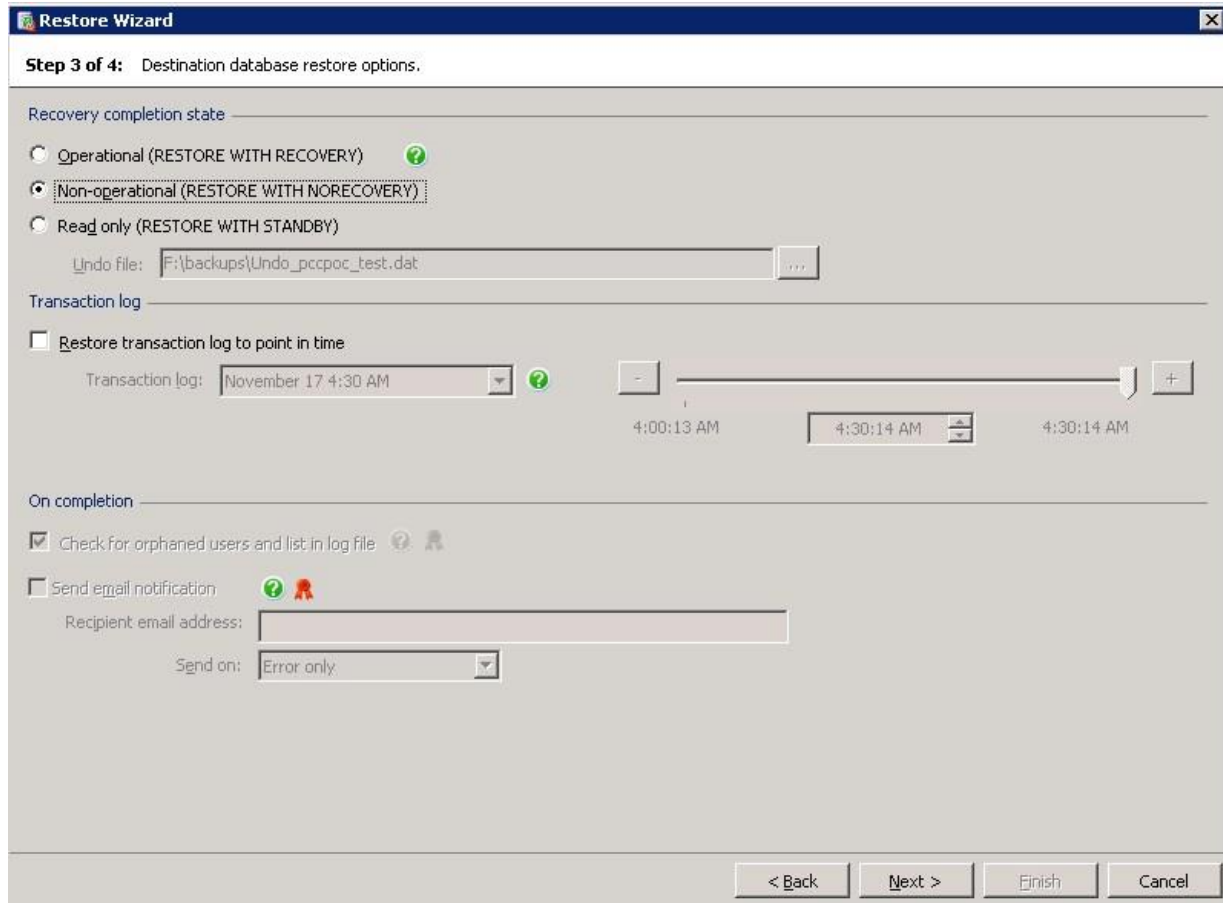 Restore Wizard
Step 3 of 4: Destination database restore options.
Recovery completion state
Operational (RESTORE WITH RECOVERY)
Non-operational (RESTORE WITH NORECOVERY)
Read only (RESTORE WITH STANDBY)
Undo file: F:\backups\Undo_pccpoc_test.dat ...
Transaction log
Restore transaction log to point in time
Transaction log: November 17 4:30 AM - +
4:00:13 AM 4:30:14 AM 4:30:14 AM
On completion
Check for orphaned users and list in log file
Send email notification
Recipient email address:
Send on: Error only
< Back Next > Finish Cancel